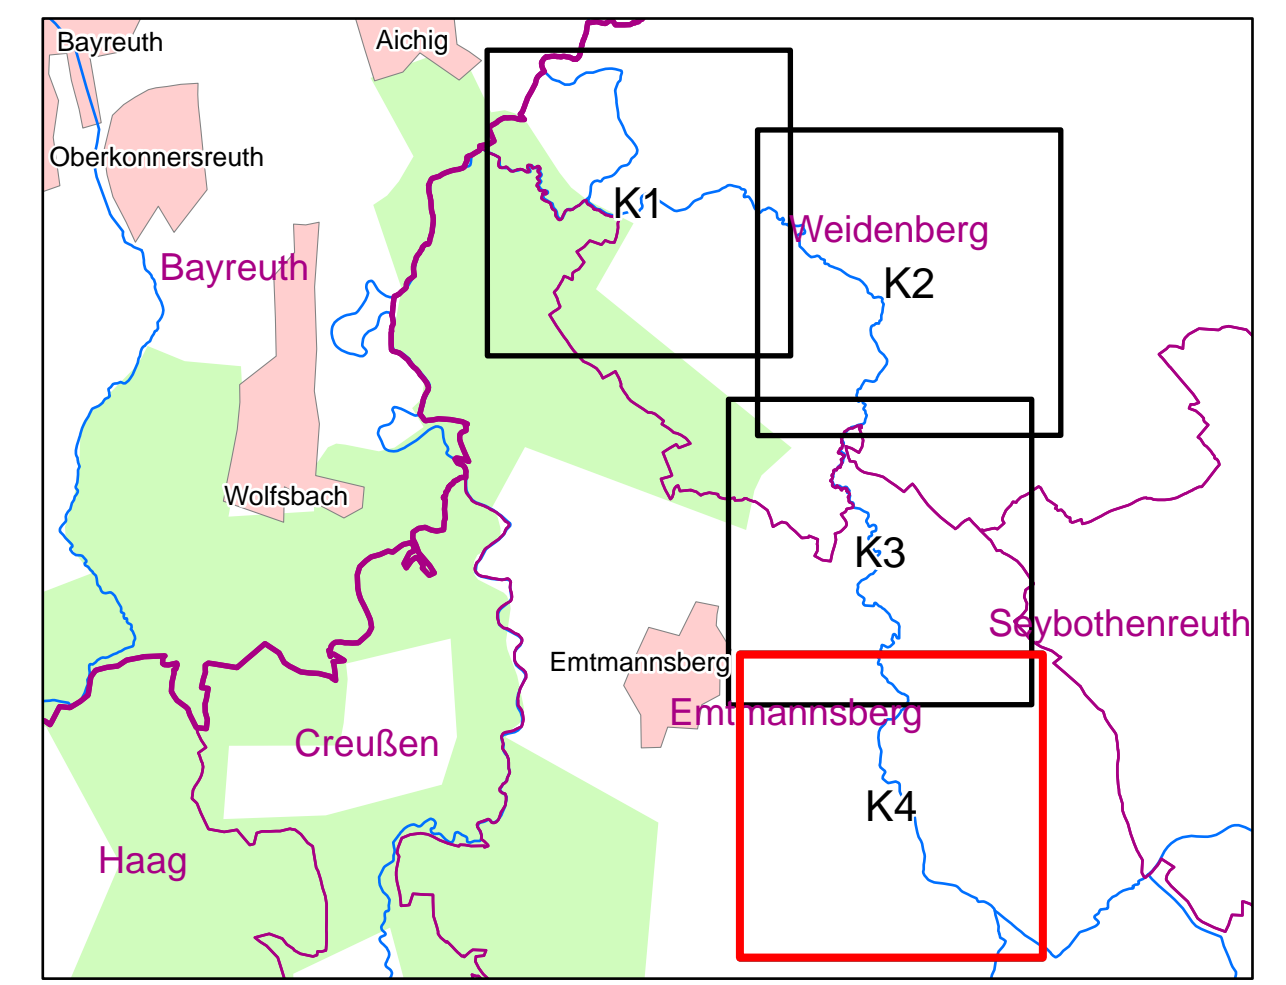 Bayreuth
Aichig
Oberkonnersreuth
K1
Weidenberg
Bayreuth
K2
Wolfsbach
K3
Seybothenreuth
Emtmannsberg
Emtmannsberg
Creußen
K4
Haag